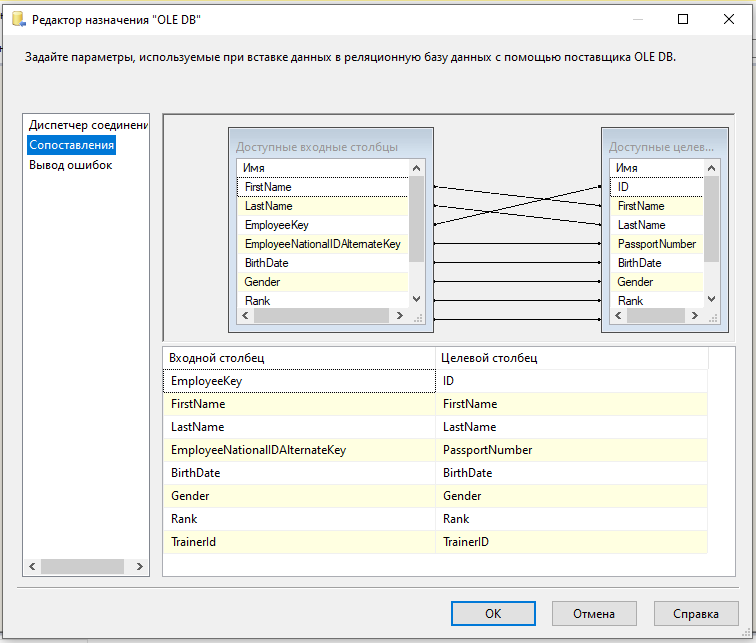 Редактор назначения "OLE DB"
Задайте параметры, используемые при вставке данных в реляционную базу данных с помощью поставщика OLE DB.
Диспетчер соединени
Сопоставления
Вывод ошибок
Доступные входные столбцы
Имя
FirstName
LastName
EmployeeKey
EmployeeNationalIDAlternateKey
BirthDate
Gender
Rank
Доступные целев...
Имя
ID
FirstName
LastName
PassportNumber
BirthDate
Gender
Rank
Входной столбец Целевой столбец
EmployeeKey ID
FirstName FirstName
LastName LastName
EmployeeNationalIDAlternateKey PassportNumber
BirthDate BirthDate
Gender Gender
Rank Rank
TrainerId TrainerID
OK Отмена Справка